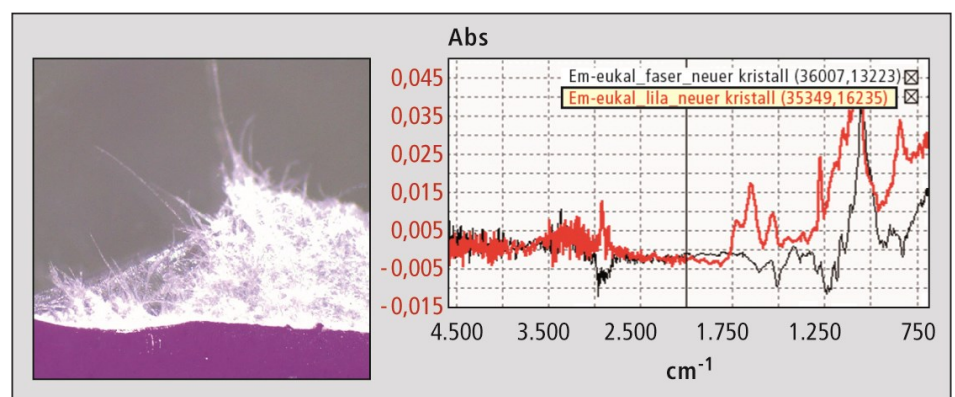 Abs
0,045
0,035
0,025
0,015
0,005
-0,005
-0,015
Em-eukal_faser_neuer kristall (36007,13223)
Em-eukal_lila_neuer kristall (35349,16235)
4.500 3.500 2.500 1.750 1.250 750
cm-1